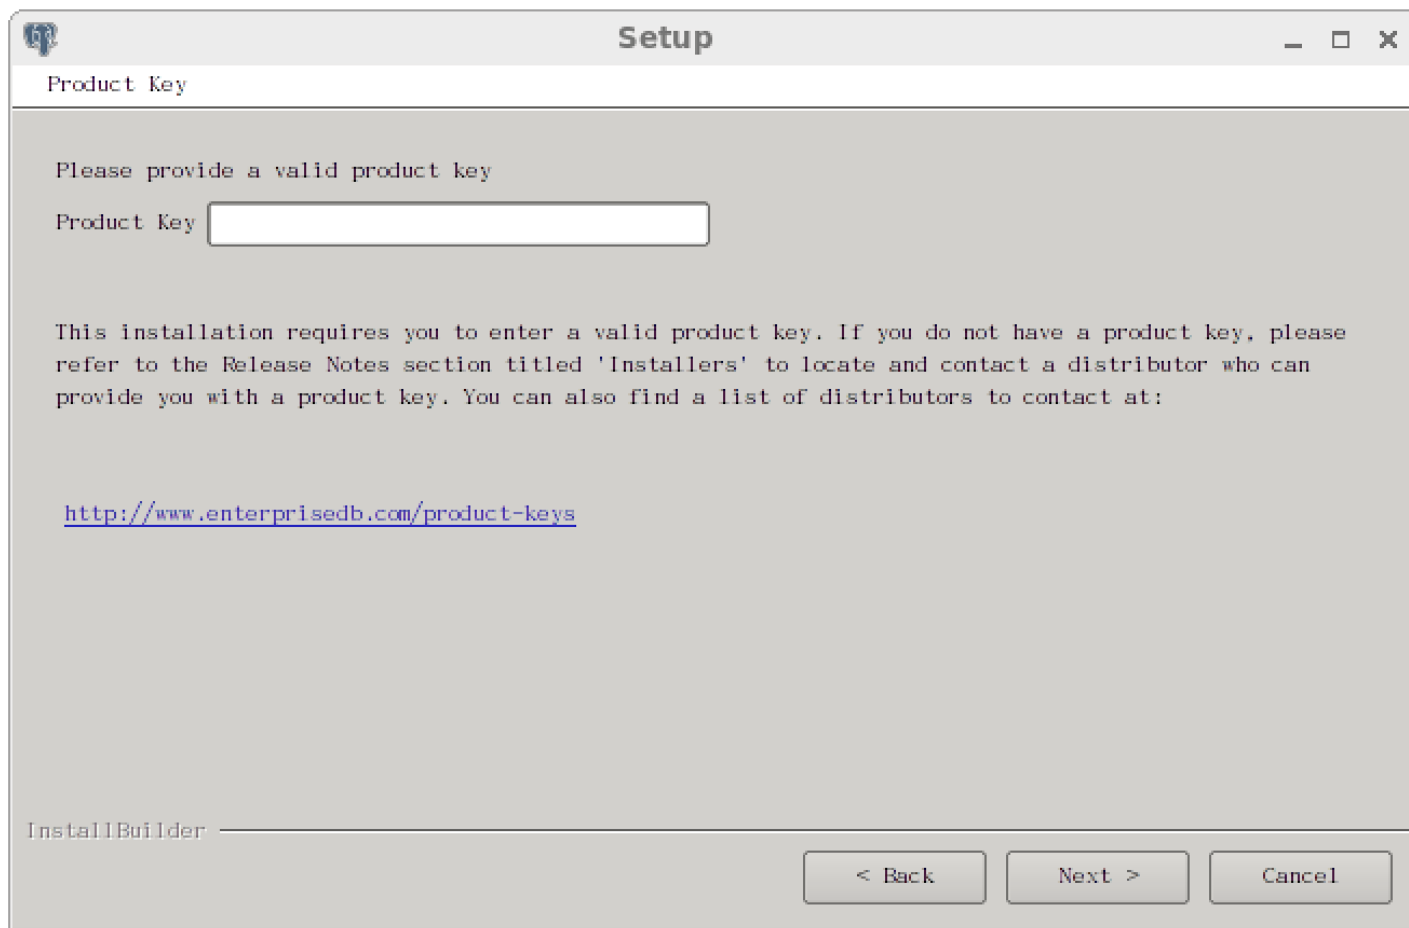 Setup
Product Key
Please provide a valid product key
Product Key
This installation requires you to enter a valid product key. If you do not have a product key, please
refer to the Release Notes section titled 'Installers' to locate and contact a distributor who can
provide you with a product key. You can also find a list of distributors to contact at:
http://www.enterprisedb.com/product-keys
InstallBuilder
< Back
Next >
Cancel